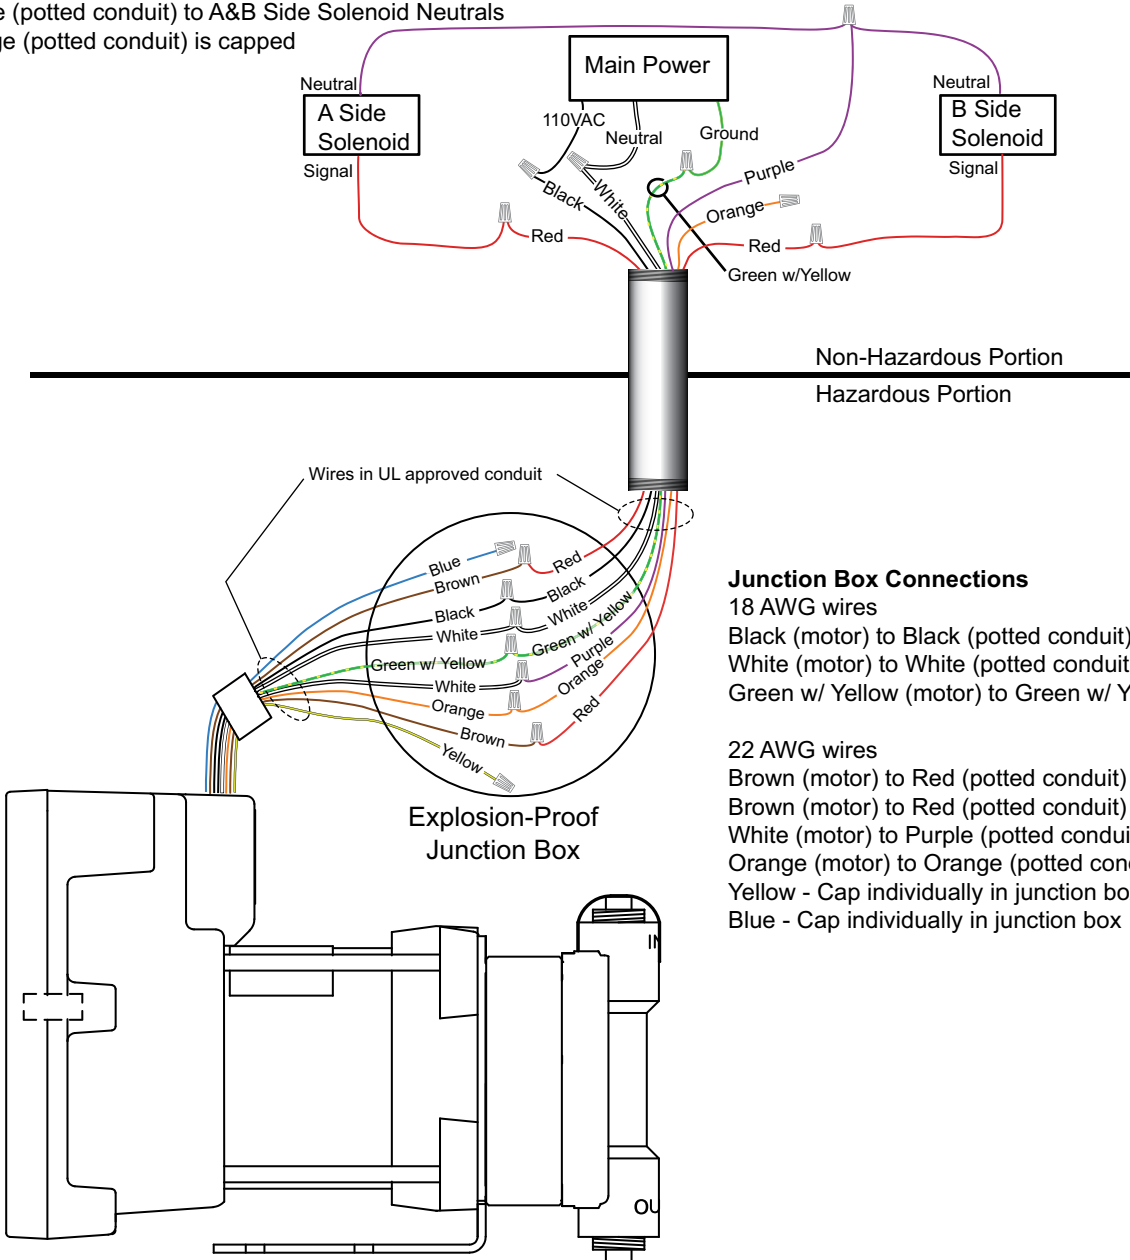 e (potted conduit) to A&B Side Solenoid Neutrals
ge (potted conduit) is capped
Main Power
Neutral
A Side
Solenoid
Signal
Neutral
B Side
Solenoid
Signal
110VAC
Neutral
Ground
Black
White
Purple
Orange
Red
Red
Green w/Yellow
Non-Hazardous Portion
Hazardous Portion
Wires in UL approved conduit
Blue
Brown
Black
White
Green w/ Yellow
White
Orange
Brown
Yellow
Red
Black
White
Green w/ Yellow
Purple
Orange
Red
Explosion-Proof
Junction Box
Junction Box Connections
18 AWG wires
Black (motor) to Black (potted conduit)
White (motor) to White (potted conduit
Green w/ Yellow (motor) to Green w/ Y
22 AWG wires
Brown (motor) to Red (potted conduit)
Brown (motor) to Red (potted conduit)
White (motor) to Purple (potted condui
Orange (motor) to Orange (potted con
Yellow - Cap individually in junction bo
Blue - Cap individually in junction box
IN
OU